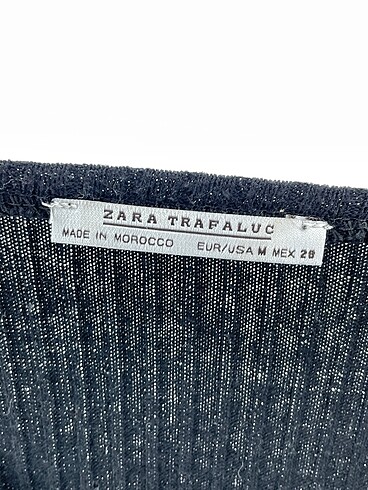 ZARA TRAFALUC
MADE IN MOROCCO EUR/USA M MEX 28